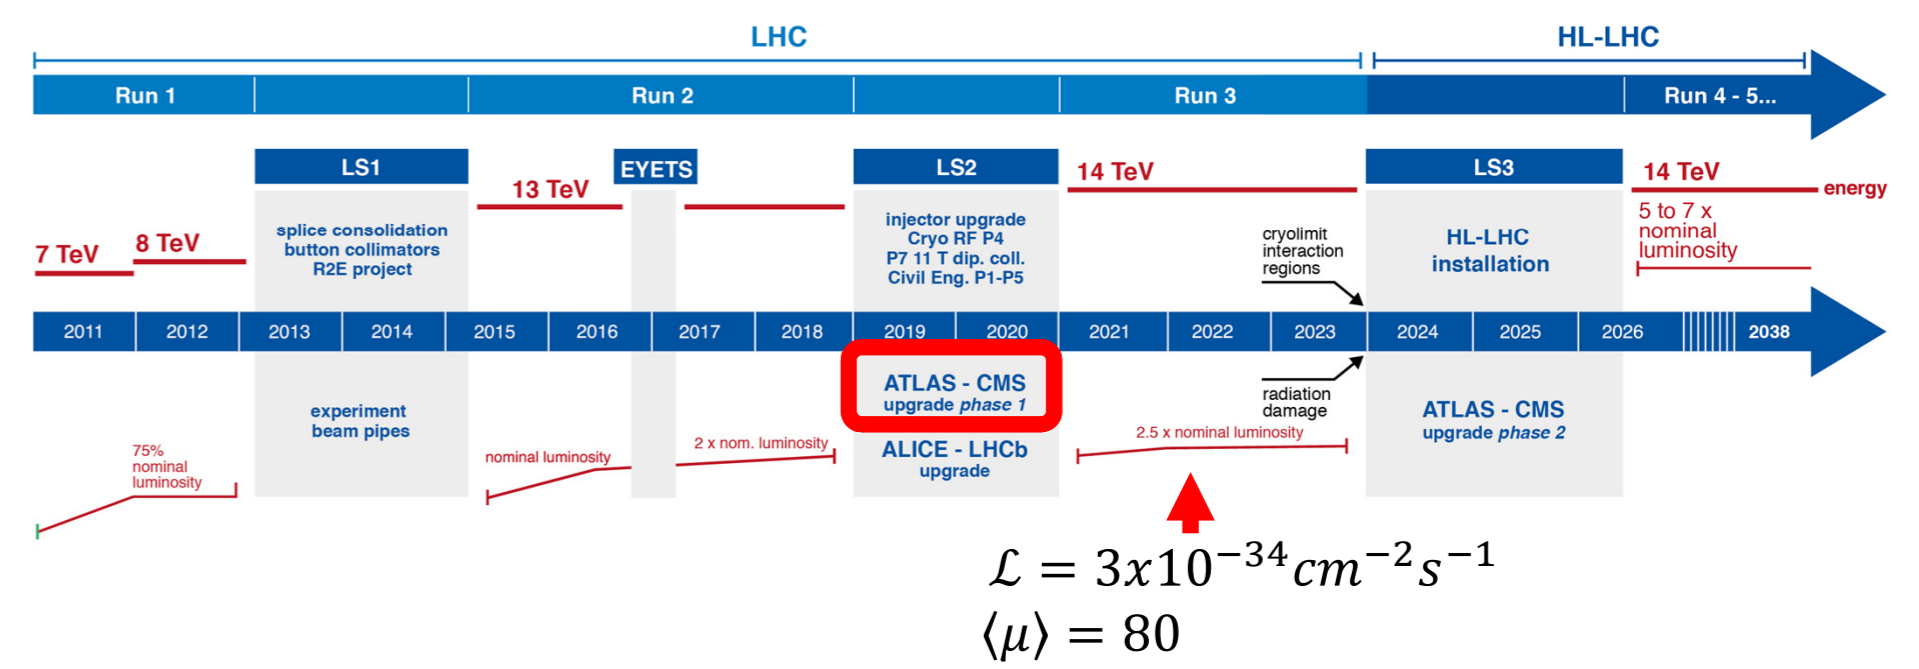 LHC
HL-LHC
Run 1
Run 2
Run 3
Run 4 - 5...
LS1
EYETS
LS2
LS3
7 TeV
8 TeV
13 TeV
14 TeV
14 TeV
energy
splice consolidation
button collimators
R2E project
injector upgrade
Cryo RF P4
P7 11 T dip. coll.
Civil Eng. P1-P5
cryolimit
interaction
regions
HL-LHC
installation
5 to 7 x
nominal
luminosity
2011 2012 2013 2014 2015 2016 2017 2018 2019 2020 2021 2022 2023 2024 2025 2026 2038
75%
nominal
luminosity
experiment
beam pipes
nominal luminosity
2 x nom. luminosity
ATLAS - CMS
upgrade phase 1
ALICE - LHCb
upgrade
2.5 x nominal luminosity
radiation
damage
ATLAS - CMS
upgrade phase 2
ℒ = 3x10⁻³⁴cm⁻²s⁻¹
⟨μ⟩ = 80